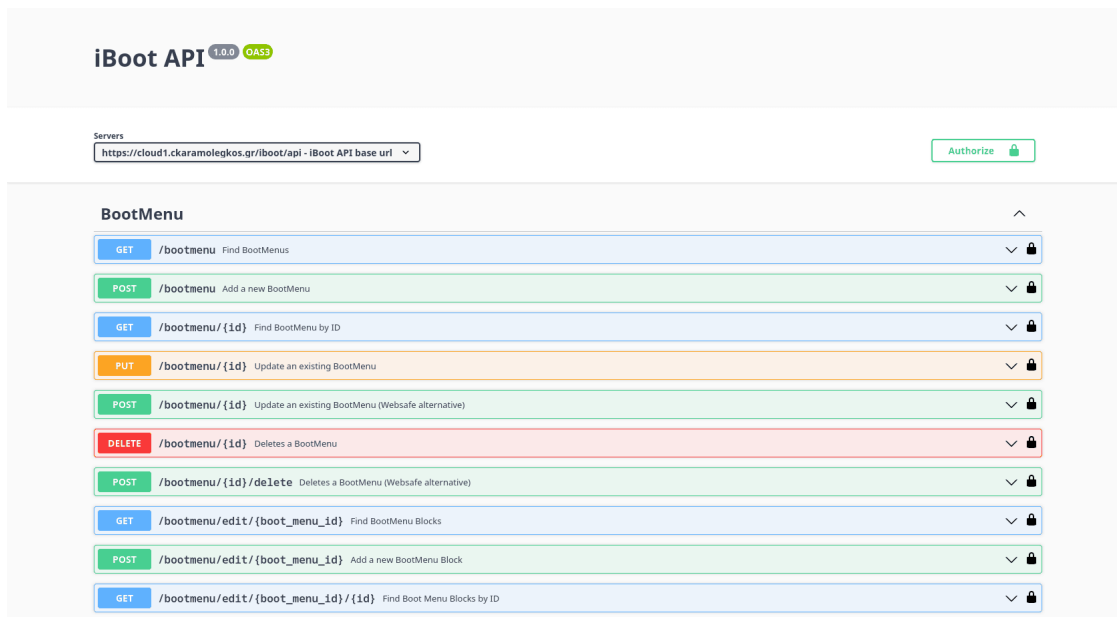 iBoot API 1.0.0 OAS3
Servers
https://cloud1.ckaramolegkos.gr/iboot/api - iBoot API base url
Authorize
BootMenu
GET /bootmenu Find BootMenus
POST /bootmenu Add a new BootMenu
GET /bootmenu/{id} Find BootMenu by ID
PUT /bootmenu/{id} Update an existing BootMenu
POST /bootmenu/{id} Update an existing BootMenu (Websafe alternative)
DELETE /bootmenu/{id} Deletes a BootMenu
POST /bootmenu/{id}/delete Deletes a BootMenu (Websafe alternative)
GET /bootmenu/edit/{boot_menu_id} Find BootMenu Blocks
POST /bootmenu/edit/{boot_menu_id} Add a new BootMenu Block
GET /bootmenu/edit/{boot_menu_id}/{id} Find Boot Menu Blocks by ID